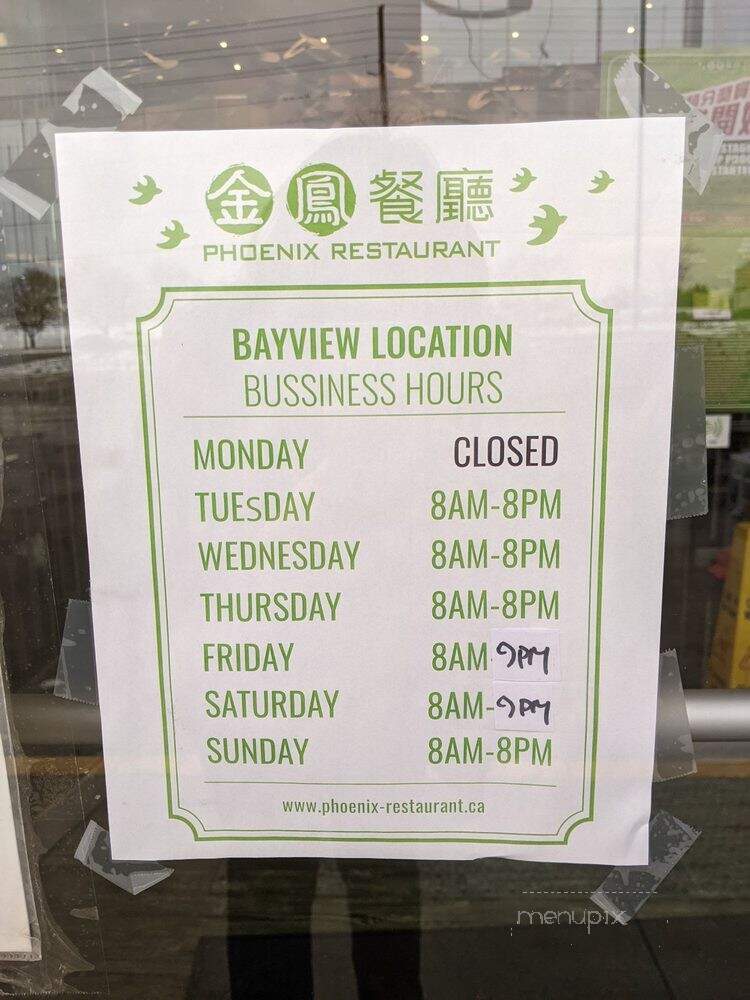 金鳳餐廳
PHOENIX RESTAURANT
BAYVIEW LOCATION
BUSSINESS HOURS
MONDAY CLOSED
TUEsDAY 8AM-8PM
WEDNESDAY 8AM-8PM
THURSDAY 8AM-8PM
FRIDAY 8AM 9PM
SATURDAY 8AM-9PM
SUNDAY 8AM-8PM
www.phoenix-restaurant.ca
menupix